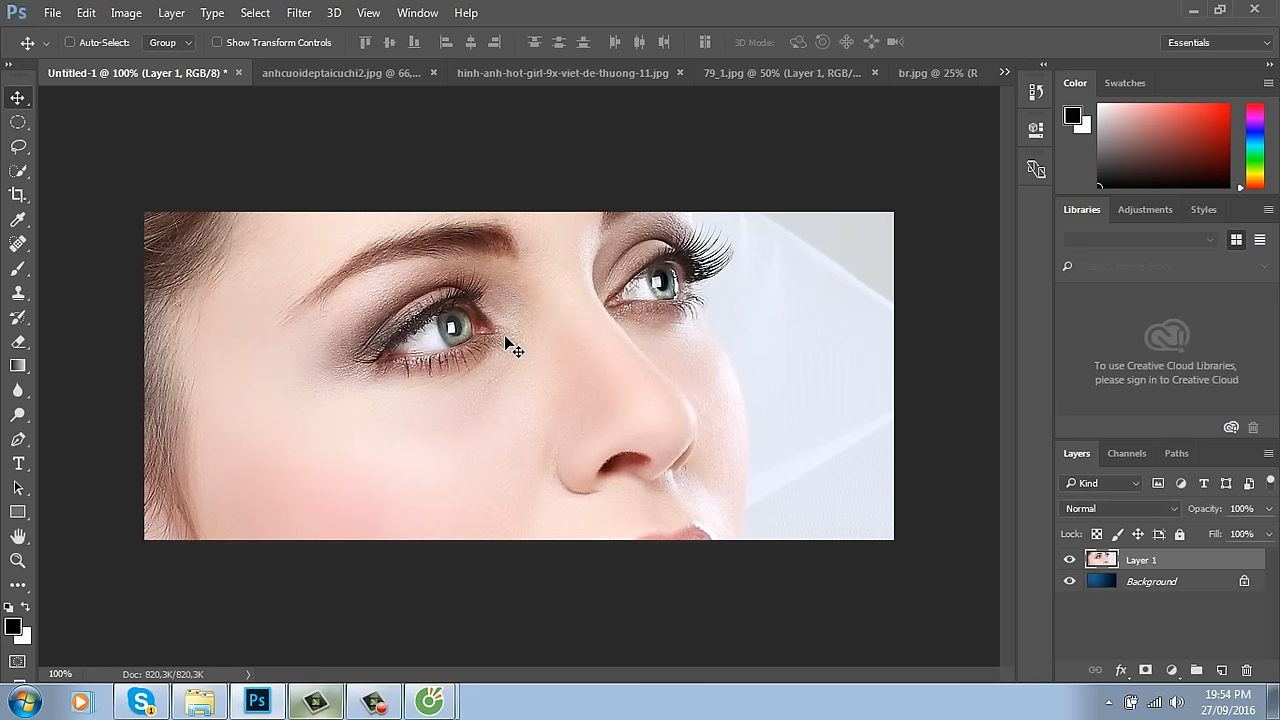 Ps File Edit Image Layer Type Select Filter 3D View Window Help
Auto-Select: Group Show Transform Controls 3D Mode: Essentials
Untitled-1 @ 100% (Layer 1, RGB/8) * × anhcuoideptaicuchi2.jpg @ 66,... × hinh-anh-hot-girl-9x-viet-de-thuong-11.jpg × 79_1.jpg @ 50% (Layer 1, RGB/... × br.jpg @ 25% (R
Color Swatches
Libraries Adjustments Styles
To use Creative Cloud Libraries,
please sign in to Creative Cloud
Layers Channels Paths
Kind
Normal Opacity: 100%
Lock: Fill: 100%
Layer 1
Background
fx
100% Doc: 820,3K/820,3K
Ps
19:54 PM
27/09/2016